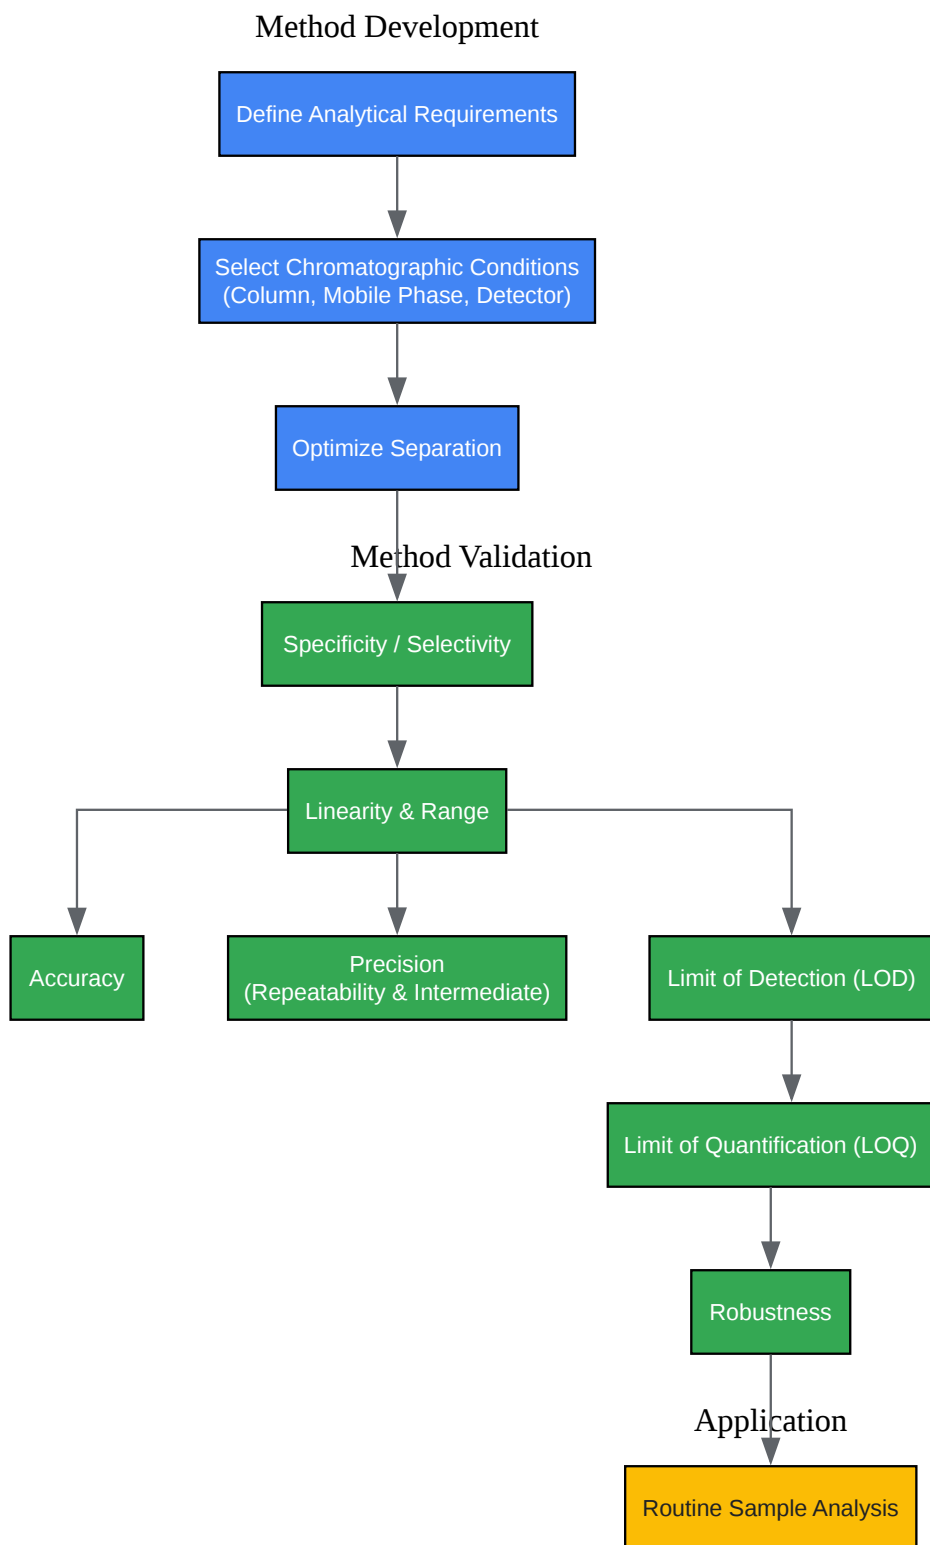 Method Development
Define Analytical Requirements
Select Chromatographic Conditions
(Column, Mobile Phase, Detector)
Optimize Separation
Method Validation
Specificity / Selectivity
Linearity & Range
Accuracy
Precision
(Repeatability & Intermediate)
Limit of Detection (LOD)
Limit of Quantification (LOQ)
Robustness
Application
Routine Sample Analysis